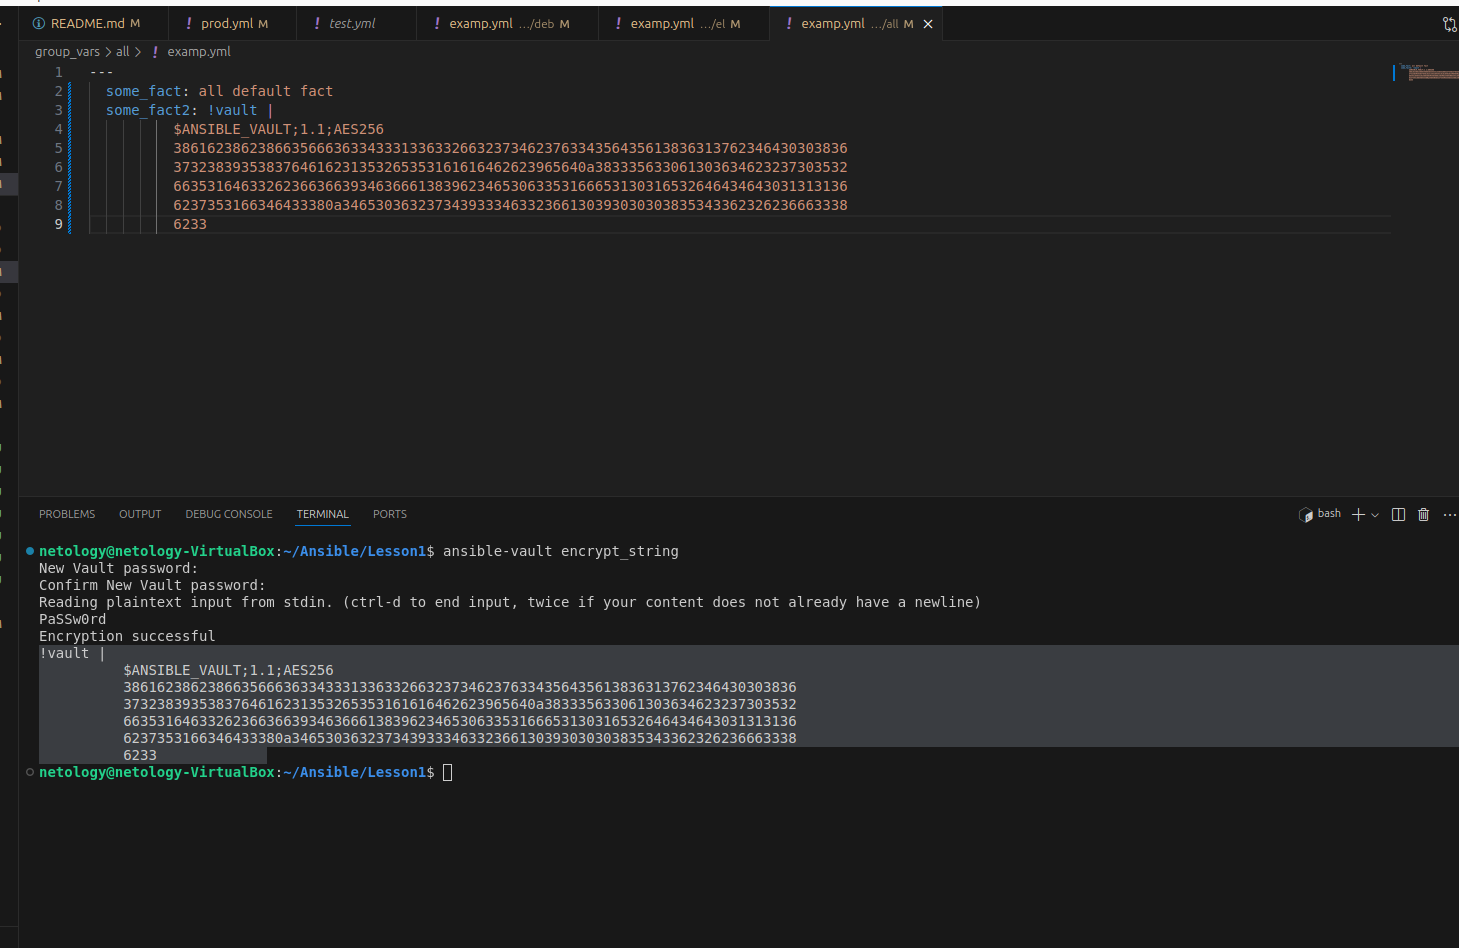 README.md M
prod.yml M
test.yml
examp.yml .../deb M
examp.yml .../el M
examp.yml .../all M
group_vars > all > ! examp.yml
1 ---
2 some_fact: all default fact
3 some_fact2: !vault |
4 $ANSIBLE_VAULT;1.1;AES256
5 38616238623866356663633433313363326632373462376334356435613836313762346430303836
6 3732383935383764616231353265353161616462623965640a383335633061303634623237303532
7 66353164633262366366393463666138396234653063353166653130316532646434643031313136
8 6237353166346433380a346530363237343933346332366130393030303835343362326236663338
9 6233
PROBLEMS OUTPUT DEBUG CONSOLE TERMINAL PORTS
bash
netology@netology-VirtualBox:~/Ansible/Lesson1$ ansible-vault encrypt_string
New Vault password:
Confirm New Vault password:
Reading plaintext input from stdin. (ctrl-d to end input, twice if your content does not already have a newline)
PaSSw0rd
Encryption successful
!vault |
$ANSIBLE_VAULT;1.1;AES256
38616238623866356663633433313363326632373462376334356435613836313762346430303836
3732383935383764616231353265353161616462623965640a383335633061303634623237303532
66353164633262366366393463666138396234653063353166653130316532646434643031313136
6237353166346433380a346530363237343933346332366130393030303835343362326236663338
6233
netology@netology-VirtualBox:~/Ansible/Lesson1$